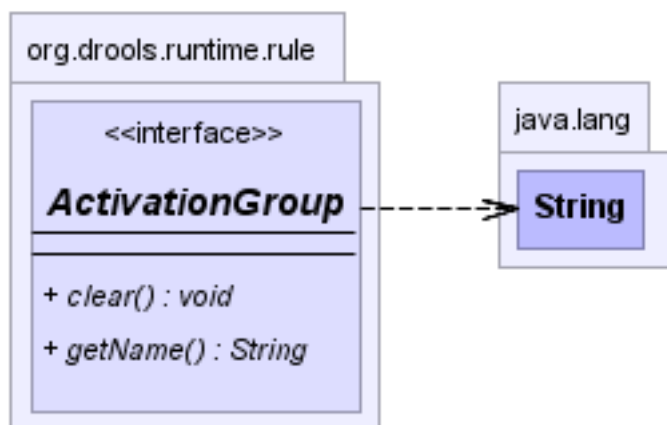 org.drools.runtime.rule
<<interface>>
ActivationGroup
+ clear() : void
+ getName() : String
java.lang
String